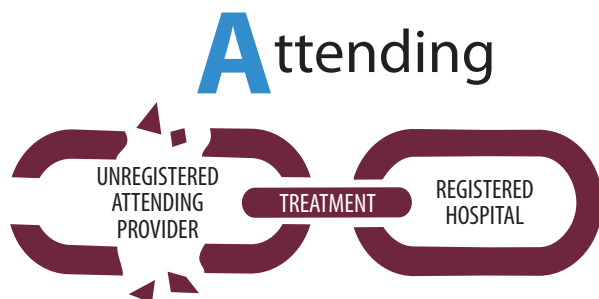 Attending
UNREGISTERED
ATTENDING
PROVIDER
TREATMENT
REGISTERED
HOSPITAL